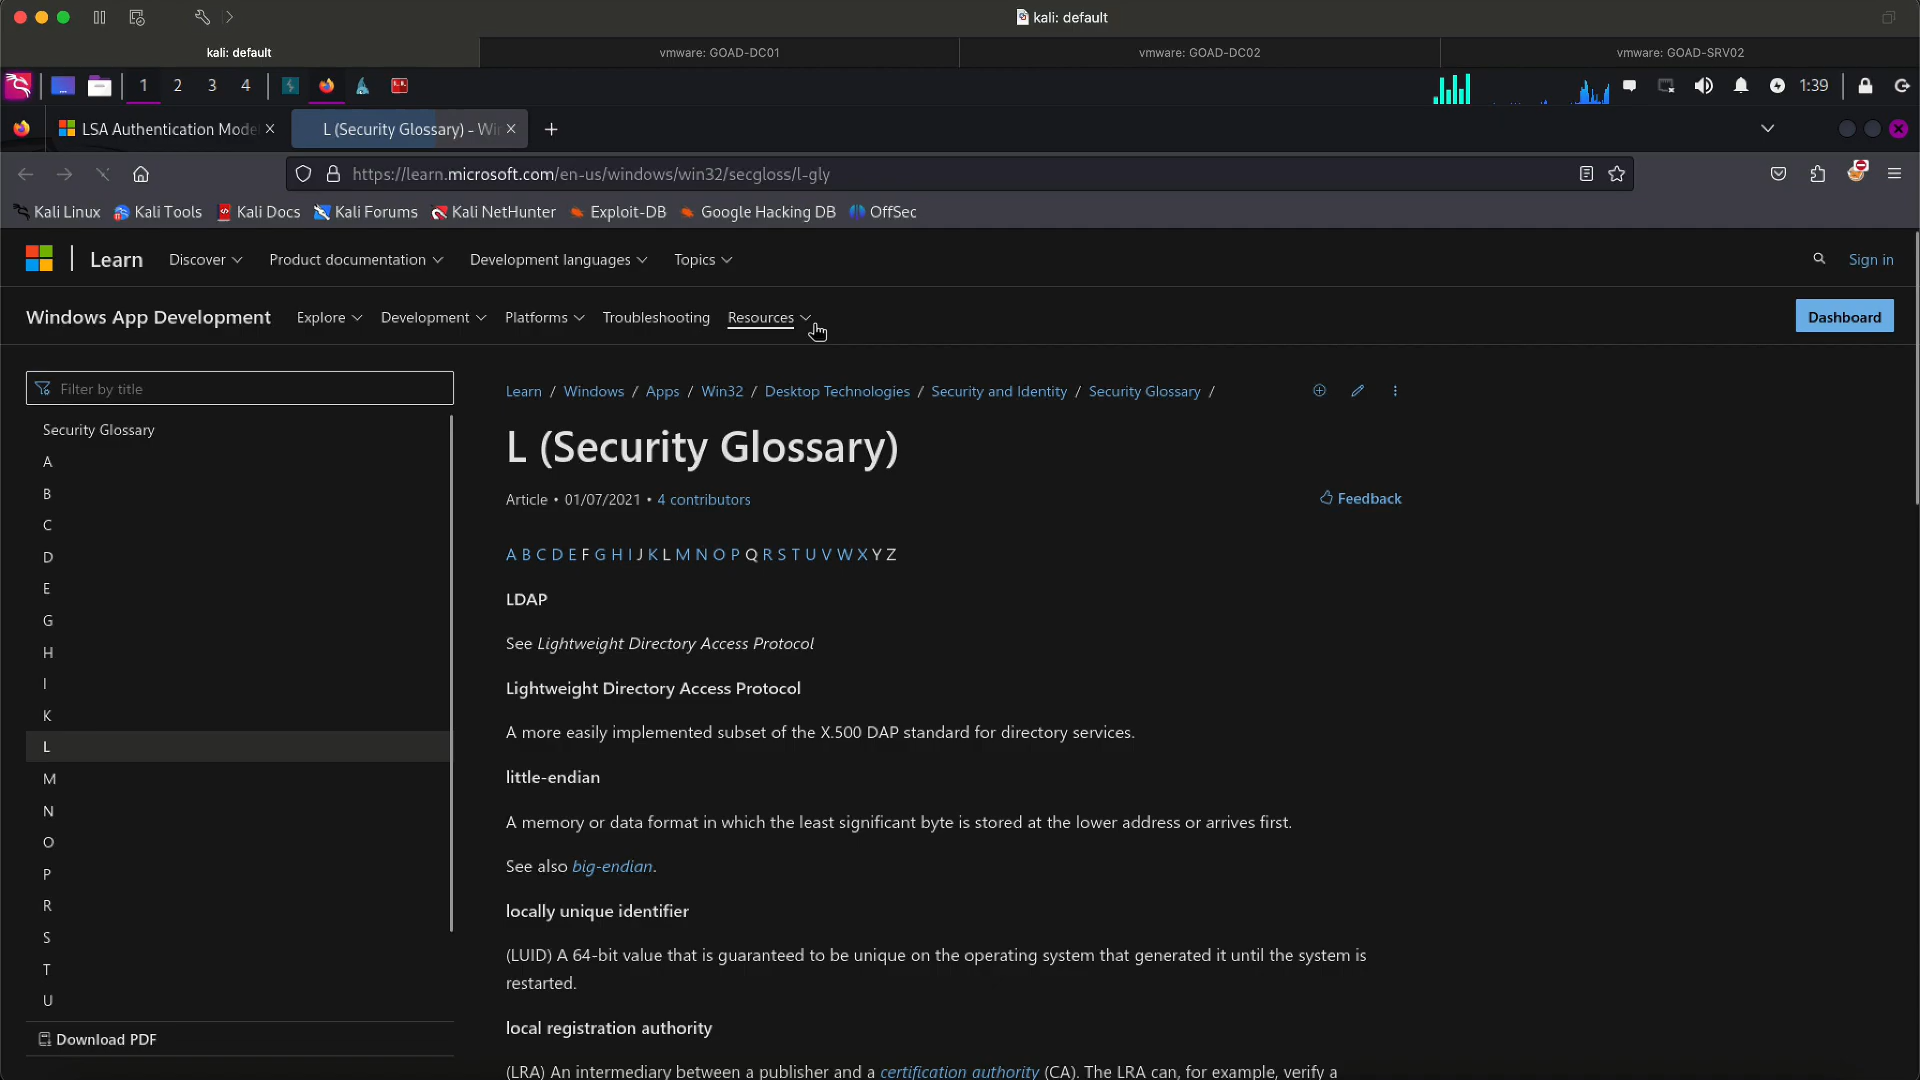 kali: default
kali: default
vmware: GOAD-DC01
vmware: GOAD-DC02
vmware: GOAD-SRV02
1 2 3 4
1:39
LSA Authentication Mode
L (Security Glossary) - Wi
https://learn.microsoft.com/en-us/windows/win32/secgloss/l-gly
Kali Linux
Kali Tools
Kali Docs
Kali Forums
Kali NetHunter
Exploit-DB
Google Hacking DB
OffSec
Learn
Discover
Product documentation
Development languages
Topics
Sign in
Windows App Development
Explore
Development
Platforms
Troubleshooting
Resources
Dashboard
Filter by title
Security Glossary
A
B
C
D
E
G
H
I
K
L
M
N
O
P
R
S
T
U
Download PDF
Learn / Windows / Apps / Win32 / Desktop Technologies / Security and Identity / Security Glossary /
L (Security Glossary)
Article • 01/07/2021 • 4 contributors
Feedback
A B C D E F G H I J K L M N O P Q R S T U V W X Y Z
LDAP
See Lightweight Directory Access Protocol
Lightweight Directory Access Protocol
A more easily implemented subset of the X.500 DAP standard for directory services.
little-endian
A memory or data format in which the least significant byte is stored at the lower address or arrives first.
See also big-endian.
locally unique identifier
(LUID) A 64-bit value that is guaranteed to be unique on the operating system that generated it until the system is
restarted.
local registration authority
(LRA) An intermediary between a publisher and a certification authority (CA). The LRA can, for example, verify a